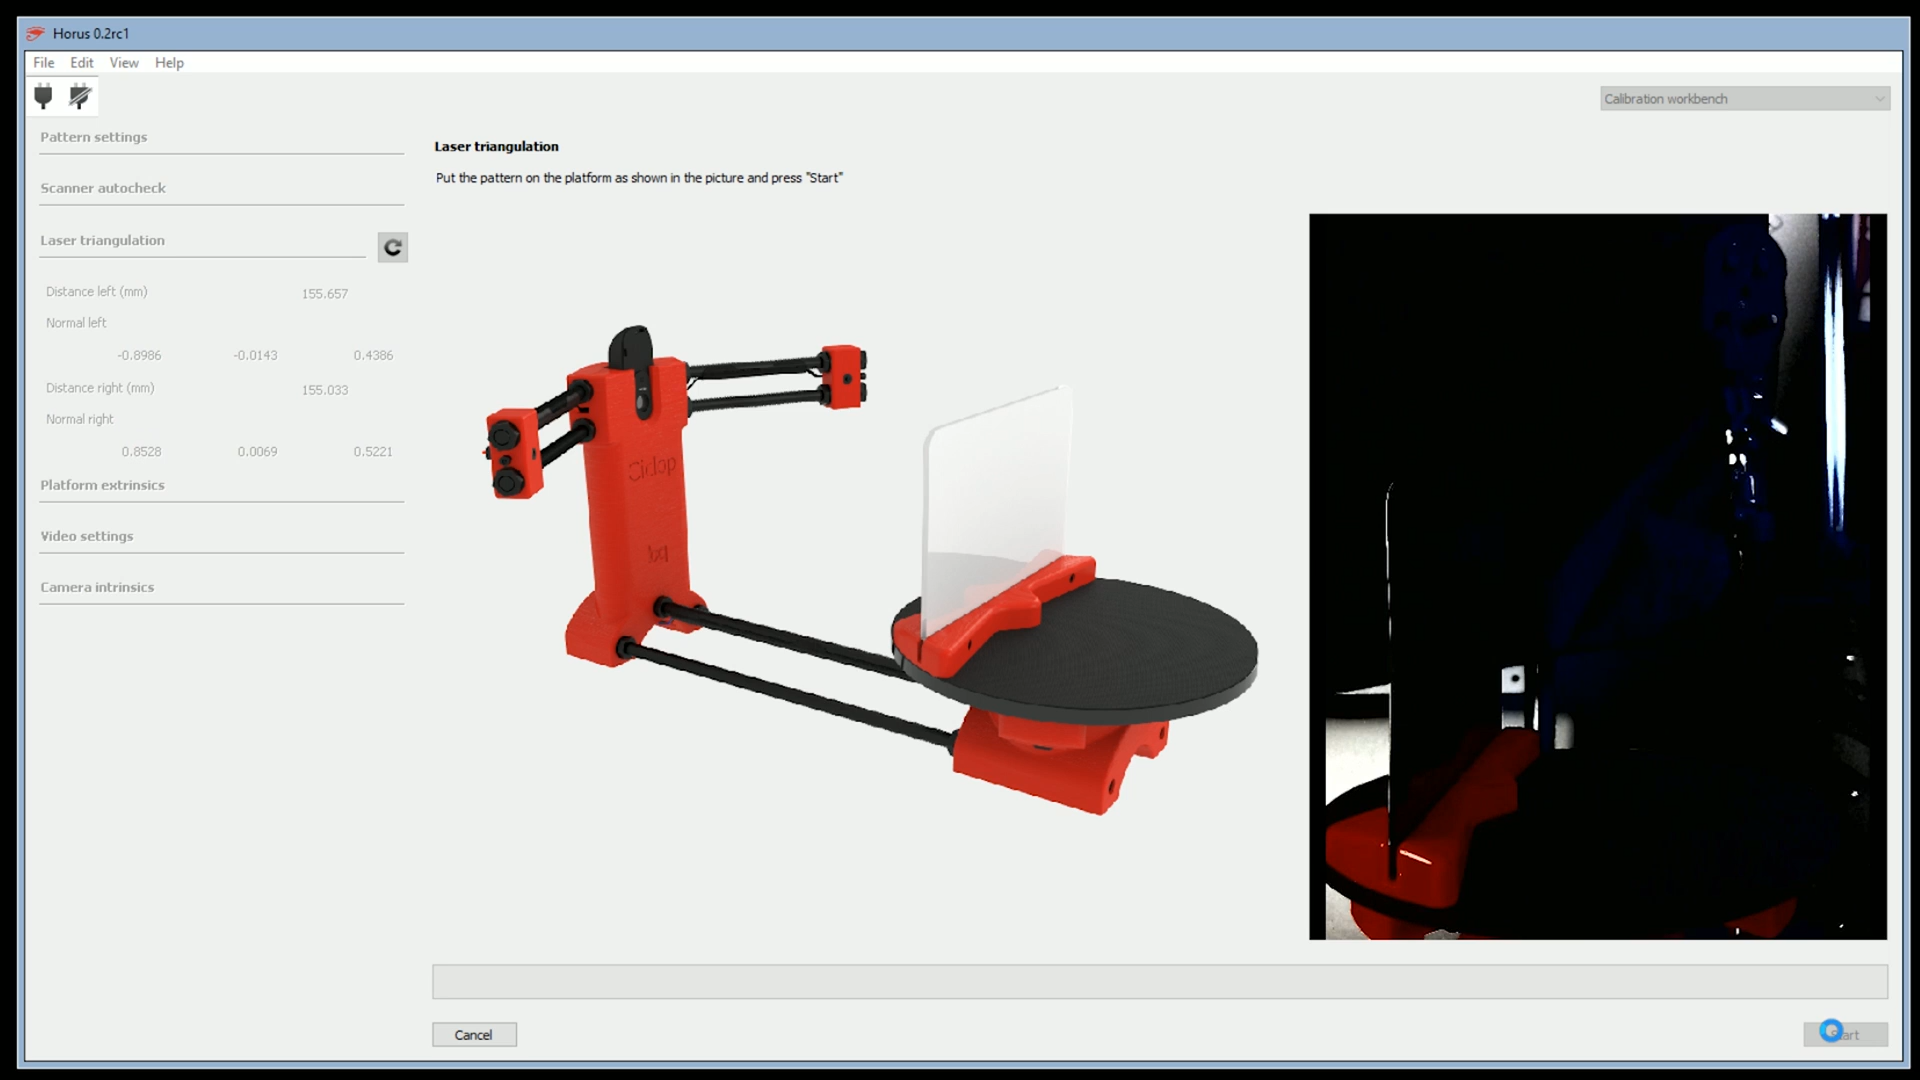 Horus 0.2rc1
File Edit View Help
Calibration workbench
Pattern settings
Scanner autocheck
Laser triangulation
Distance left (mm) 155.657
Normal left
-0.8986 -0.0143 0.4386
Distance right (mm) 155.033
Normal right
0.8528 0.0069 0.5221
Platform extrinsics
Video settings
Camera intrinsics
Laser triangulation
Put the pattern on the platform as shown in the picture and press "Start"
Ciclop
bq
Cancel
Start